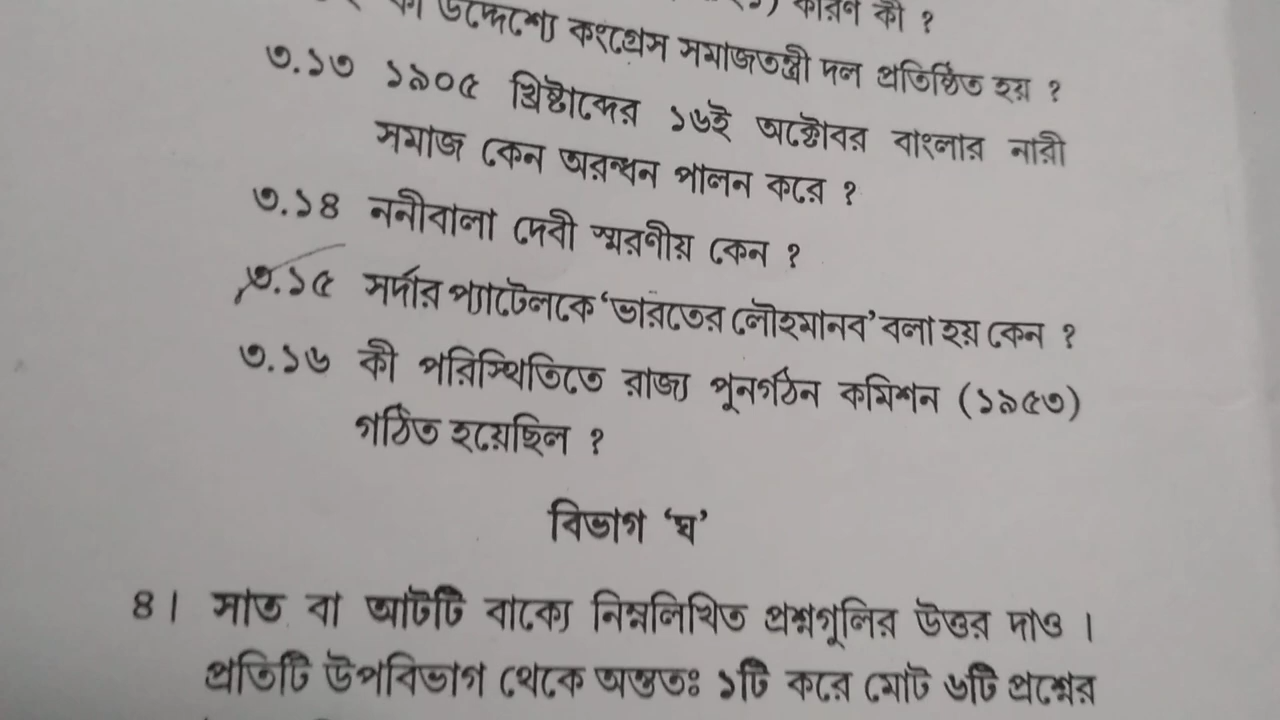 কারণ কী ?
উদ্দেশ্যে কংগ্রেস সমাজতন্ত্রী দল প্রতিষ্ঠিত হয় ?
৩.১৩ ১৯০৫ খ্রিষ্টাব্দের ১৬ই অক্টোবর বাংলার নারী
সমাজ কেন অরন্ধন পালন করে ?
৩.১৪ ননীবালা দেবী স্মরণীয় কেন ?
৩.১৫ সর্দার প্যাটেলকে ‘ভারতের লৌহমানব’ বলা হয় কেন ?
৩.১৬ কী পরিস্থিতিতে রাজ্য পুনর্গঠন কমিশন (১৯৫৩)
গঠিত হয়েছিল ?
বিভাগ ‘ঘ’
৪। সাত বা আটটি বাক্যে নিম্নলিখিত প্রশ্নগুলির উত্তর দাও ।
প্রতিটি উপবিভাগ থেকে অন্ততঃ ১টি করে মোট ৬টি প্রশ্নের